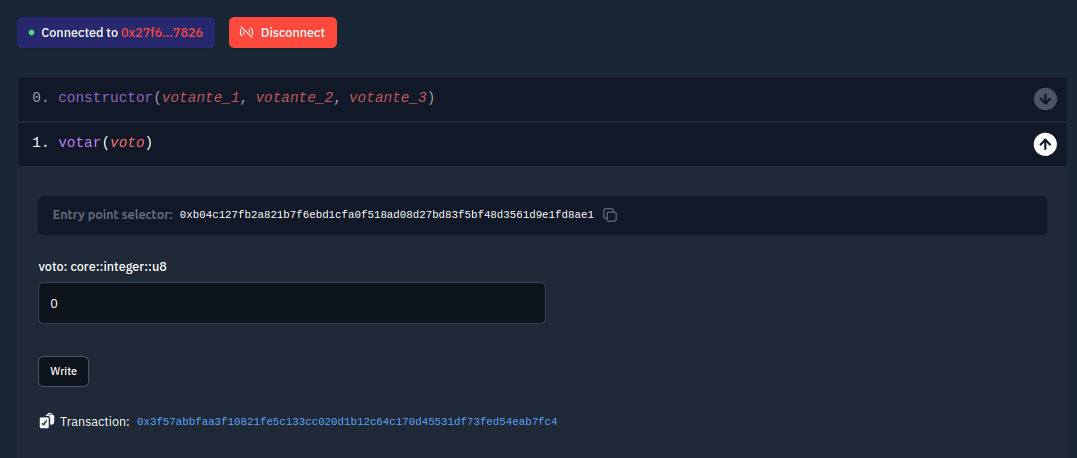 Connected to 0x27f6...7826 Disconnect
0. constructor(votante_1, votante_2, votante_3)
1. votar(voto)
Entry point selector: 0xb04c127fb2a821b7f6ebd1cfa0f518ad08d27bd83f5bf48d3561d9e1fd8ae1
voto: core::integer::u8
0
Write
Transaction: 0x3f57abbfaa3f10821fe5c133cc020d1b12c64c170d45531df73fed54eab7fc4